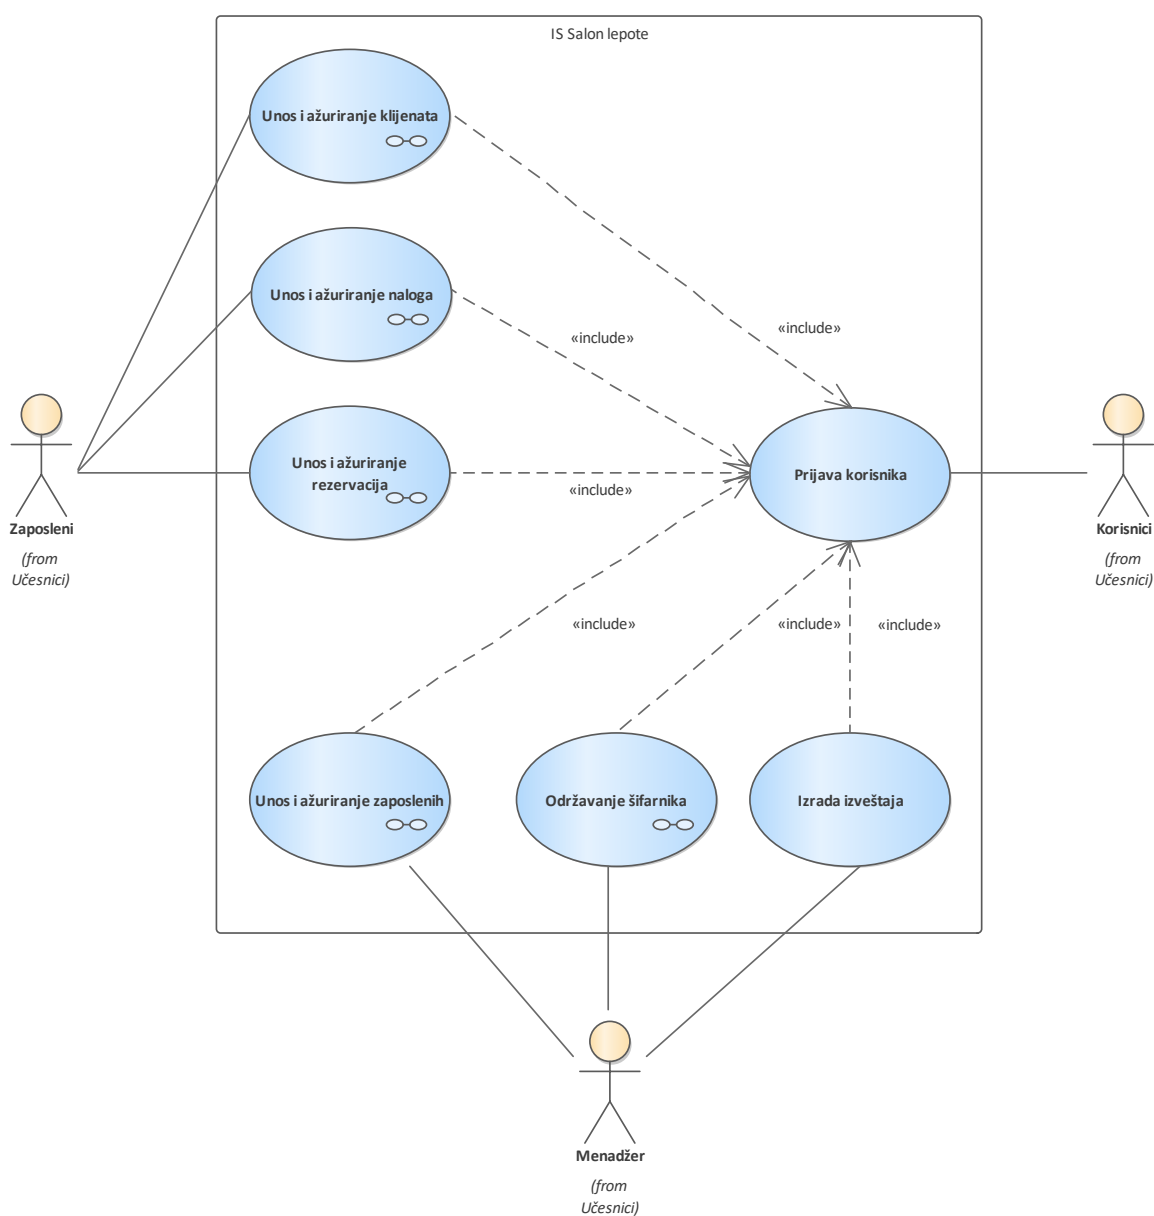 IS Salon lepote
Unos i ažuriranje klijenata
Unos i ažuriranje naloga
«include»
«include»
Unos i ažuriranje
rezervacija
«include»
Prijava korisnika
Zaposleni
(from
Učesnici)
Korisnici
(from
Učesnici)
«include»
«include»
«include»
Unos i ažuriranje zaposlenih
Održavanje šifarnika
Izrada izveštaja
Menadžer
(from
Učesnici)